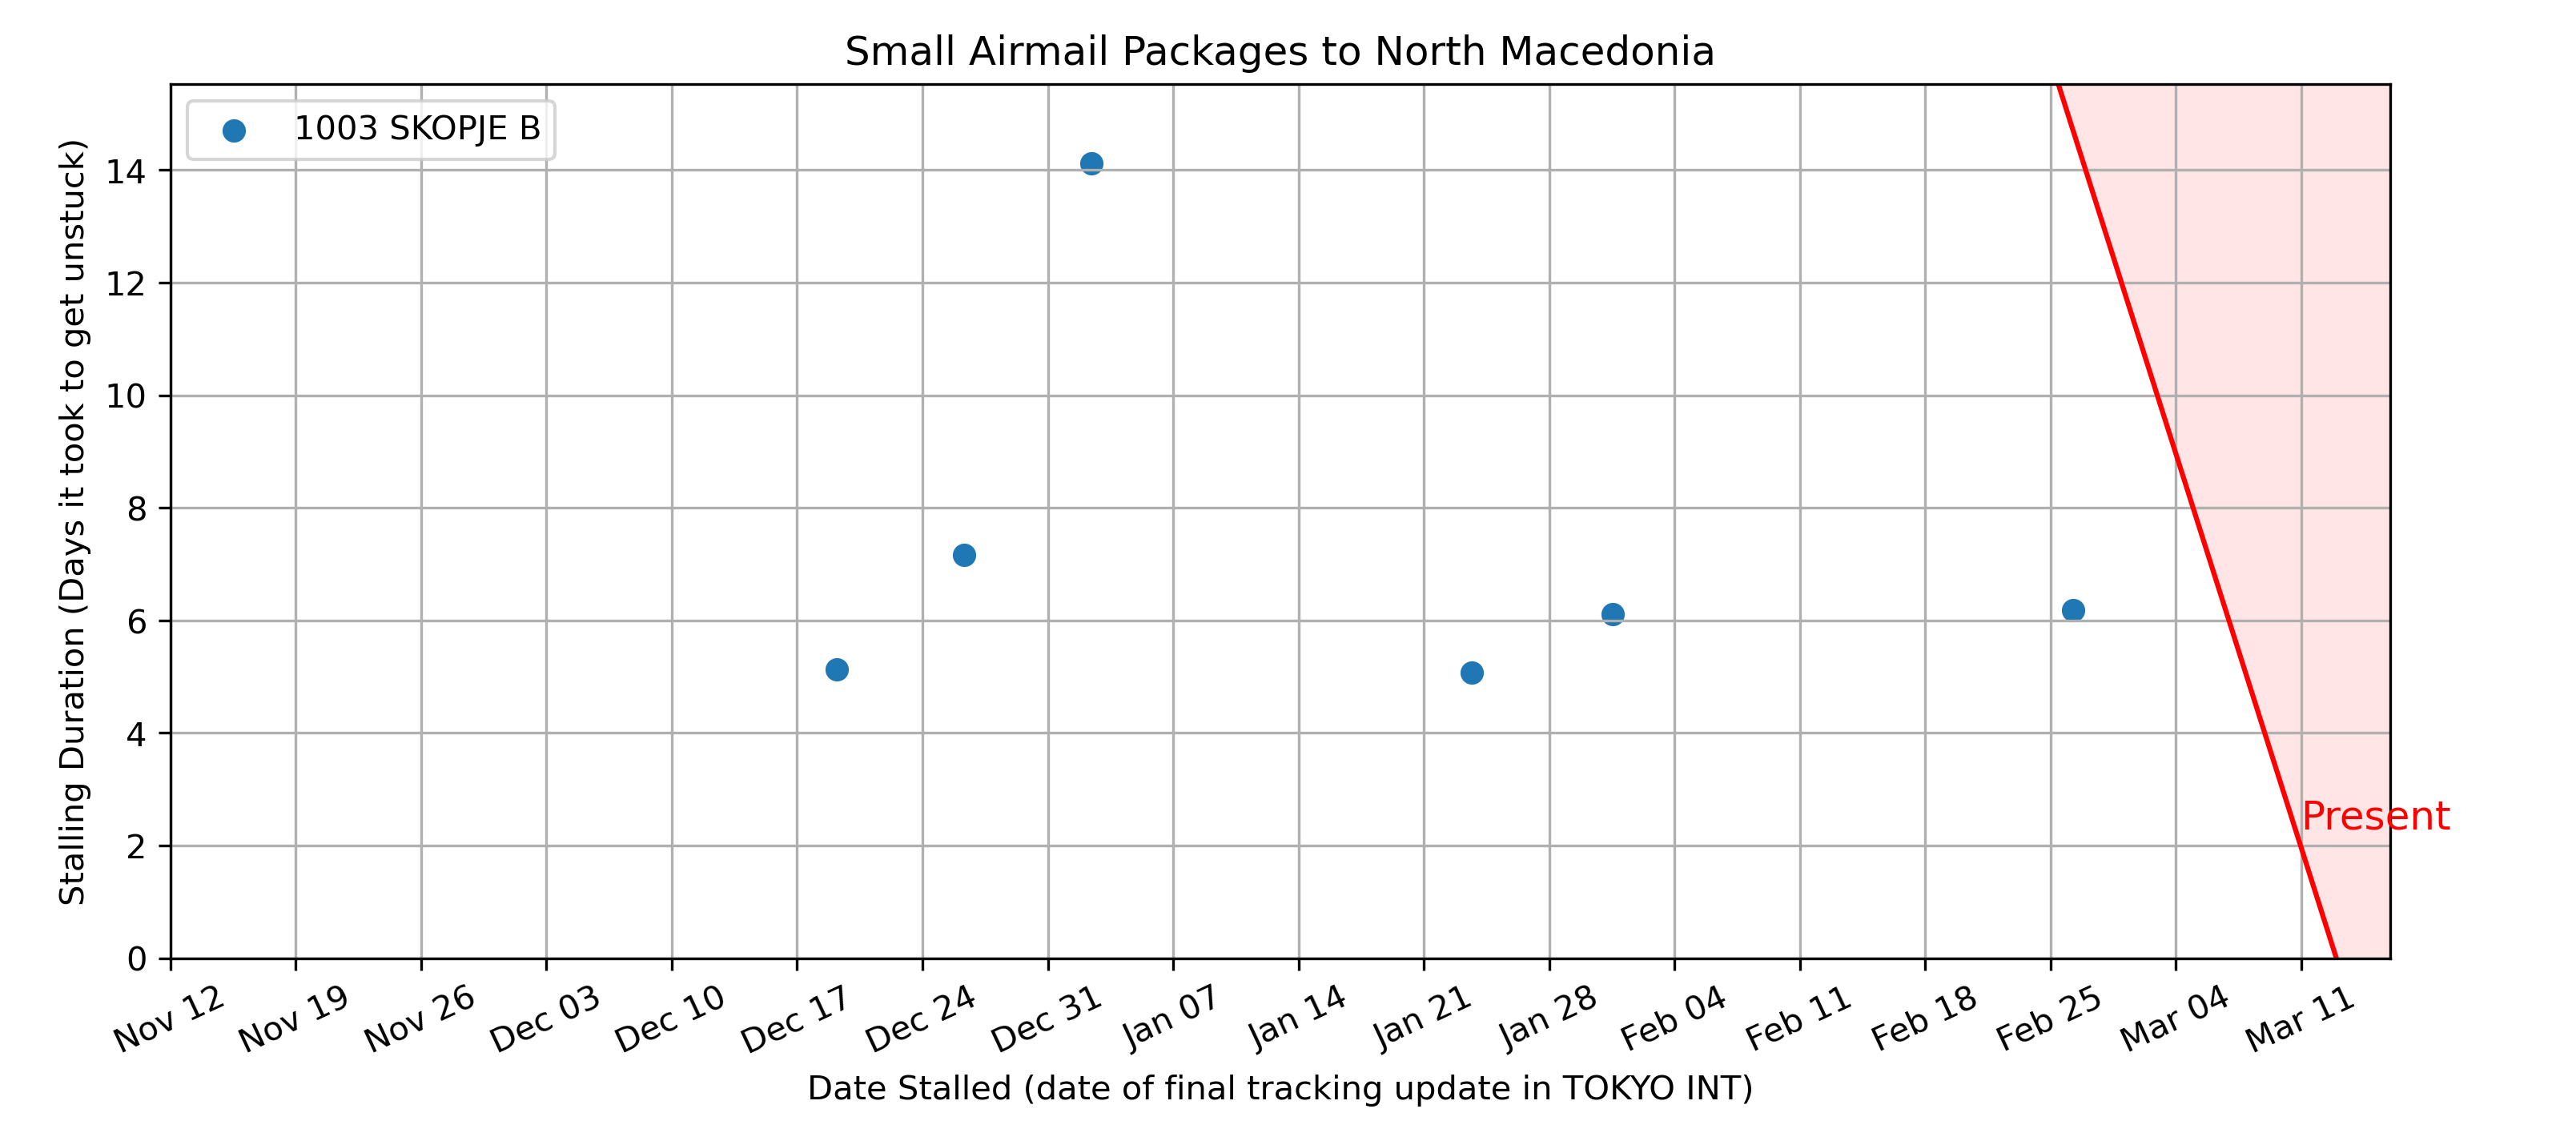 Small Airmail Packages to North Macedonia
1003 SKOPJE B
Stalling Duration (Days it took to get unstuck)
14
12
10
8
6
4
2
0
Present
Nov 12 Nov 19 Nov 26 Dec 03 Dec 10 Dec 17 Dec 24 Dec 31 Jan 07 Jan 14 Jan 21 Jan 28 Feb 04 Feb 11 Feb 18 Feb 25 Mar 04 Mar 11
Date Stalled (date of final tracking update in TOKYO INT)